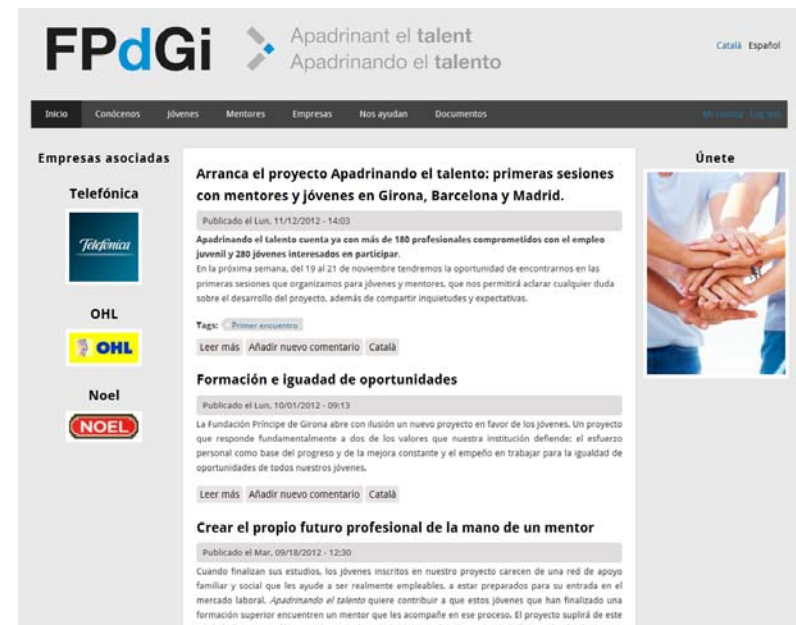 FPdGi
Apadrinant el talent
Apadrinando el talento
Català Español
Inicio Conócenos Jóvenes Mentores Empresas Nos ayudan Documentos
Mi cuenta Log out
Empresas asociadas
Telefónica
Telefónica
OHL
OHL
Noel
NOEL
Arranca el proyecto Apadrinando el talento: primeras sesiones
con mentores y jóvenes en Girona, Barcelona y Madrid.
Publicado el Lun, 11/12/2012 - 14:03
Apadrinando el talento cuenta ya con más de 180 profesionales comprometidos con el empleo
juvenil y 280 jóvenes interesados en participar.
En la próxima semana, del 19 al 21 de noviembre tendremos la oportunidad de encontrarnos en las
primeras sesiones que organizamos para jóvenes y mentores, que nos permitirá aclarar cualquier duda
sobre el desarrollo del proyecto, además de compartir inquietudes y expectativas.
Tags: Primer encuentro
Leer más Añadir nuevo comentario Català
Formación e iguadad de oportunidades
Publicado el Lun, 10/01/2012 - 09:13
La Fundación Príncipe de Girona abre con ilusión un nuevo proyecto en favor de los jóvenes. Un proyecto
que responde fundamentalmente a dos de los valores que nuestra institución defiende: el esfuerzo
personal como base del progreso y de la mejora constante y el empeño en trabajar para la igualdad de
oportunidades de todos nuestros jóvenes.
Leer más Añadir nuevo comentario Català
Crear el propio futuro profesional de la mano de un mentor
Publicado el Mar, 09/18/2012 - 12:30
Cuando finalizan sus estudios, los jóvenes inscritos en nuestro proyecto carecen de una red de apoyo
familiar y social que les ayude a ser realmente empleables, a estar preparados para su entrada en el
mercado laboral. Apadrinando el talento quiere contribuir a que estos jóvenes que han finalizado una
formación superior encuentren un mentor que les acompañe en ese proceso. El proyecto suplirá de este
Únete